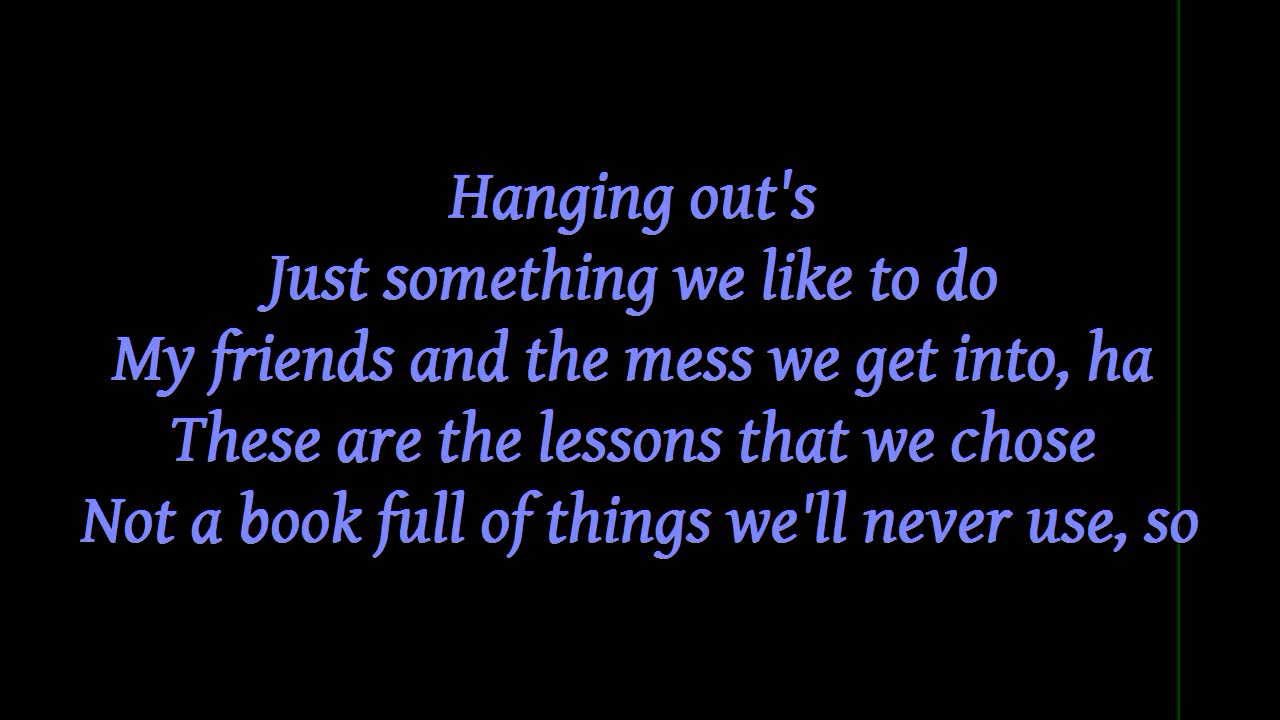 Hanging out's
Just something we like to do
My friends and the mess we get into, ha
These are the lessons that we chose
Not a book full of things we'll never use, so